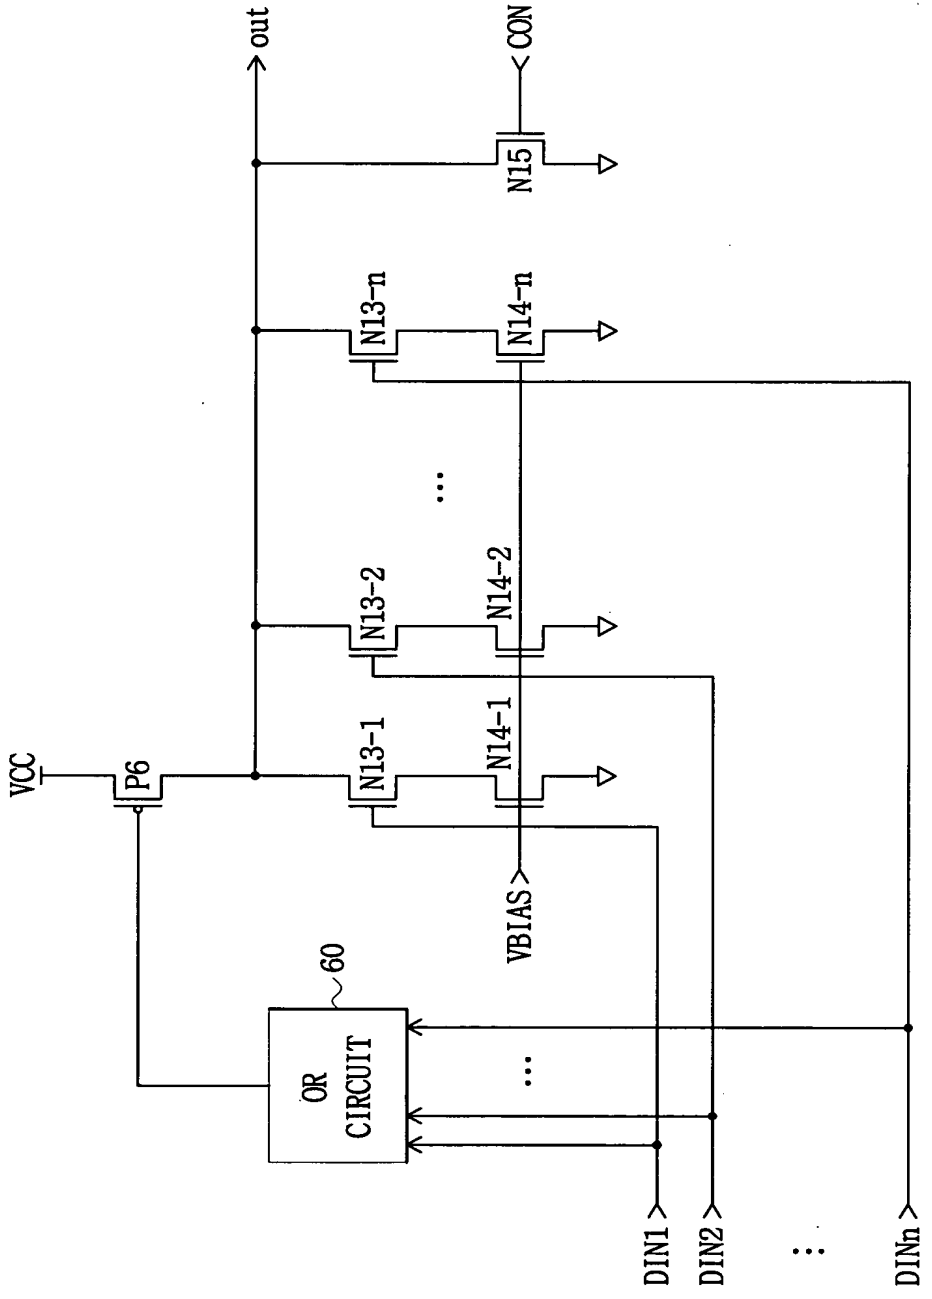 VCC
P6
out
60
OR
CIRCUIT
N13-1
N13-2
...
N13-n
VBIAS
N14-1
N14-2
N14-n
N15
CON
...
DIN1
DIN2
...
DINn